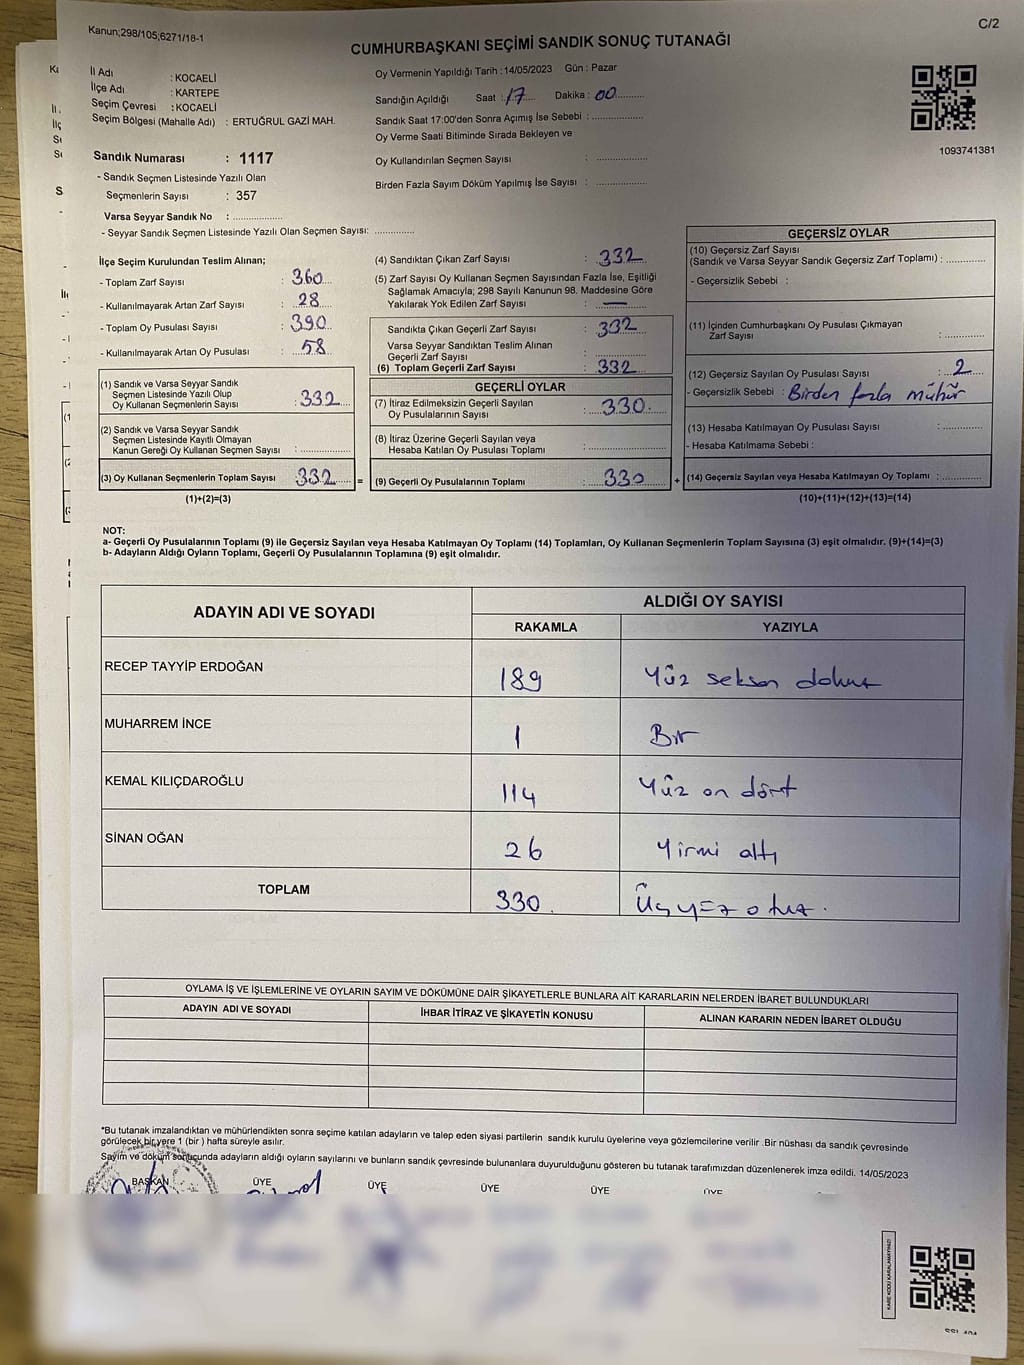 C/2
Kanun;298/105;6271/18-1
CUMHURBAŞKANI SEÇİMİ SANDIK SONUÇ TUTANAĞI
İl Adı : KOCAELİ
İlçe Adı : KARTEPE
Seçim Çevresi : KOCAELİ
Seçim Bölgesi (Mahalle Adı) : ERTUĞRUL GAZİ MAH.
Sandık Numarası : 1117
- Sandık Seçmen Listesinde Yazılı Olan
Seçmenlerin Sayısı : 357
Varsa Seyyar Sandık No : ................
- Seyyar Sandık Seçmen Listesinde Yazılı Olan Seçmen Sayısı: ............
Oy Vermenin Yapıldığı Tarih :14/05/2023 Gün : Pazar
Sandığın Açıldığı Saat : 17 Dakika : 00
Sandık Saat 17:00'den Sonra Açımış İse Sebebi : ................
Oy Verme Saati Bitiminde Sırada Bekleyen ve
Oy Kullandırılan Seçmen Sayısı : ................
Birden Fazla Sayım Döküm Yapılmış İse Sayısı : ................
1093741381
İlçe Seçim Kurulundan Teslim Alınan;
- Toplam Zarf Sayısı : 360
- Kullanılmayarak Artan Zarf Sayısı : 28
- Toplam Oy Pusulası Sayısı : 390
- Kullanılmayarak Artan Oy Pusulası : 58
(1) Sandık ve Varsa Seyyar Sandık
Seçmen Listesinde Yazılı Olup
Oy Kullanan Seçmenlerin Sayısı : 332
(2) Sandık ve Varsa Seyyar Sandık
Seçmen Listesinde Kayıtlı Olmayan
Kanun Gereği Oy Kullanan Seçmen Sayısı : ................
(3) Oy Kullanan Seçmenlerin Toplam Sayısı 332 =
(1)+(2)=(3)
(4) Sandıktan Çıkan Zarf Sayısı : 332
(5) Zarf Sayısı Oy Kullanan Seçmen Sayısından Fazla İse, Eşitliği
Sağlamak Amacıyla; 298 Sayılı Kanunun 98. Maddesine Göre
Yakılarak Yok Edilen Zarf Sayısı : —
Sandıkta Çıkan Geçerli Zarf Sayısı : 332
Varsa Seyyar Sandıktan Teslim Alınan
Geçerli Zarf Sayısı : ................
(6) Toplam Geçerli Zarf Sayısı : 332
GEÇERLİ OYLAR
(7) İtiraz Edilmeksizin Geçerli Sayılan
Oy Pusulalarının Sayısı : 330
(8) İtiraz Üzerine Geçerli Sayılan veya
Hesaba Katılan Oy Pusulası Toplamı : ................
(9) Geçerli Oy Pusulalarının Toplamı : 330 +
GEÇERSİZ OYLAR
(10) Geçersiz Zarf Sayısı
(Sandık ve Varsa Seyyar Sandık Geçersiz Zarf Toplamı) : ............
- Geçersizlik Sebebi :
(11) İçinden Cumhurbaşkanı Oy Pusulası Çıkmayan
Zarf Sayısı : ............
(12) Geçersiz Sayılan Oy Pusulası Sayısı : 2
- Geçersizlik Sebebi : Birden fazla mühür
(13) Hesaba Katılmayan Oy Pusulası Sayısı : ............
- Hesaba Katılmama Sebebi :
(14) Geçersiz Sayılan veya Hesaba Katılmayan Oy Toplamı : ............
(10)+(11)+(12)+(13)=(14)
NOT:
a- Geçerli Oy Pusulalarının Toplamı (9) ile Geçersiz Sayılan veya Hesaba Katılmayan Oy Toplamı (14) Toplamları, Oy Kullanan Seçmenlerin Toplam Sayısına (3) eşit olmalıdır. (9)+(14)=(3)
b- Adayların Aldığı Oyların Toplamı, Geçerli Oy Pusulalarının Toplamına (9) eşit olmalıdır.
ADAYIN ADI VE SOYADI ALDIĞI OY SAYISI
RAKAMLA YAZIYLA
RECEP TAYYİP ERDOĞAN 189 Yüz seksen dokuz
MUHARREM İNCE 1 Bir
KEMAL KILIÇDAROĞLU 114 Yüz on dört
SİNAN OĞAN 26 Yirmi altı
TOPLAM 330 Üçyüz otuz
OYLAMA İŞ VE İŞLEMLERİNE VE OYLARIN SAYIM VE DÖKÜMÜNE DAİR ŞİKAYETLERLE BUNLARA AİT KARARLARIN NELERDEN İBARET BULUNDUKLARI
ADAYIN ADI VE SOYADI İHBAR İTİRAZ VE ŞİKAYETİN KONUSU ALINAN KARARIN NEDEN İBARET OLDUĞU
*Bu tutanak imzalandıktan ve mühürlendikten sonra seçime katılan adayların ve talep eden siyasi partilerin sandık kurulu üyelerine veya gözlemcilerine verilir .Bir nüshası da sandık çevresinde
görülecek bir yere 1 (bir ) hafta süreyle asılır.
Sayım ve döküm sonucunda adayların aldığı oyların sayılarını ve bunların sandık çevresinde bulunanlara duyurulduğunu gösteren bu tutanak tarafımızdan düzenlenerek imza edildi. 14/05/2023
BAŞKAN ÜYE ÜYE ÜYE ÜYE ÜYE
KARE KODU KARALAMAYINIZ!